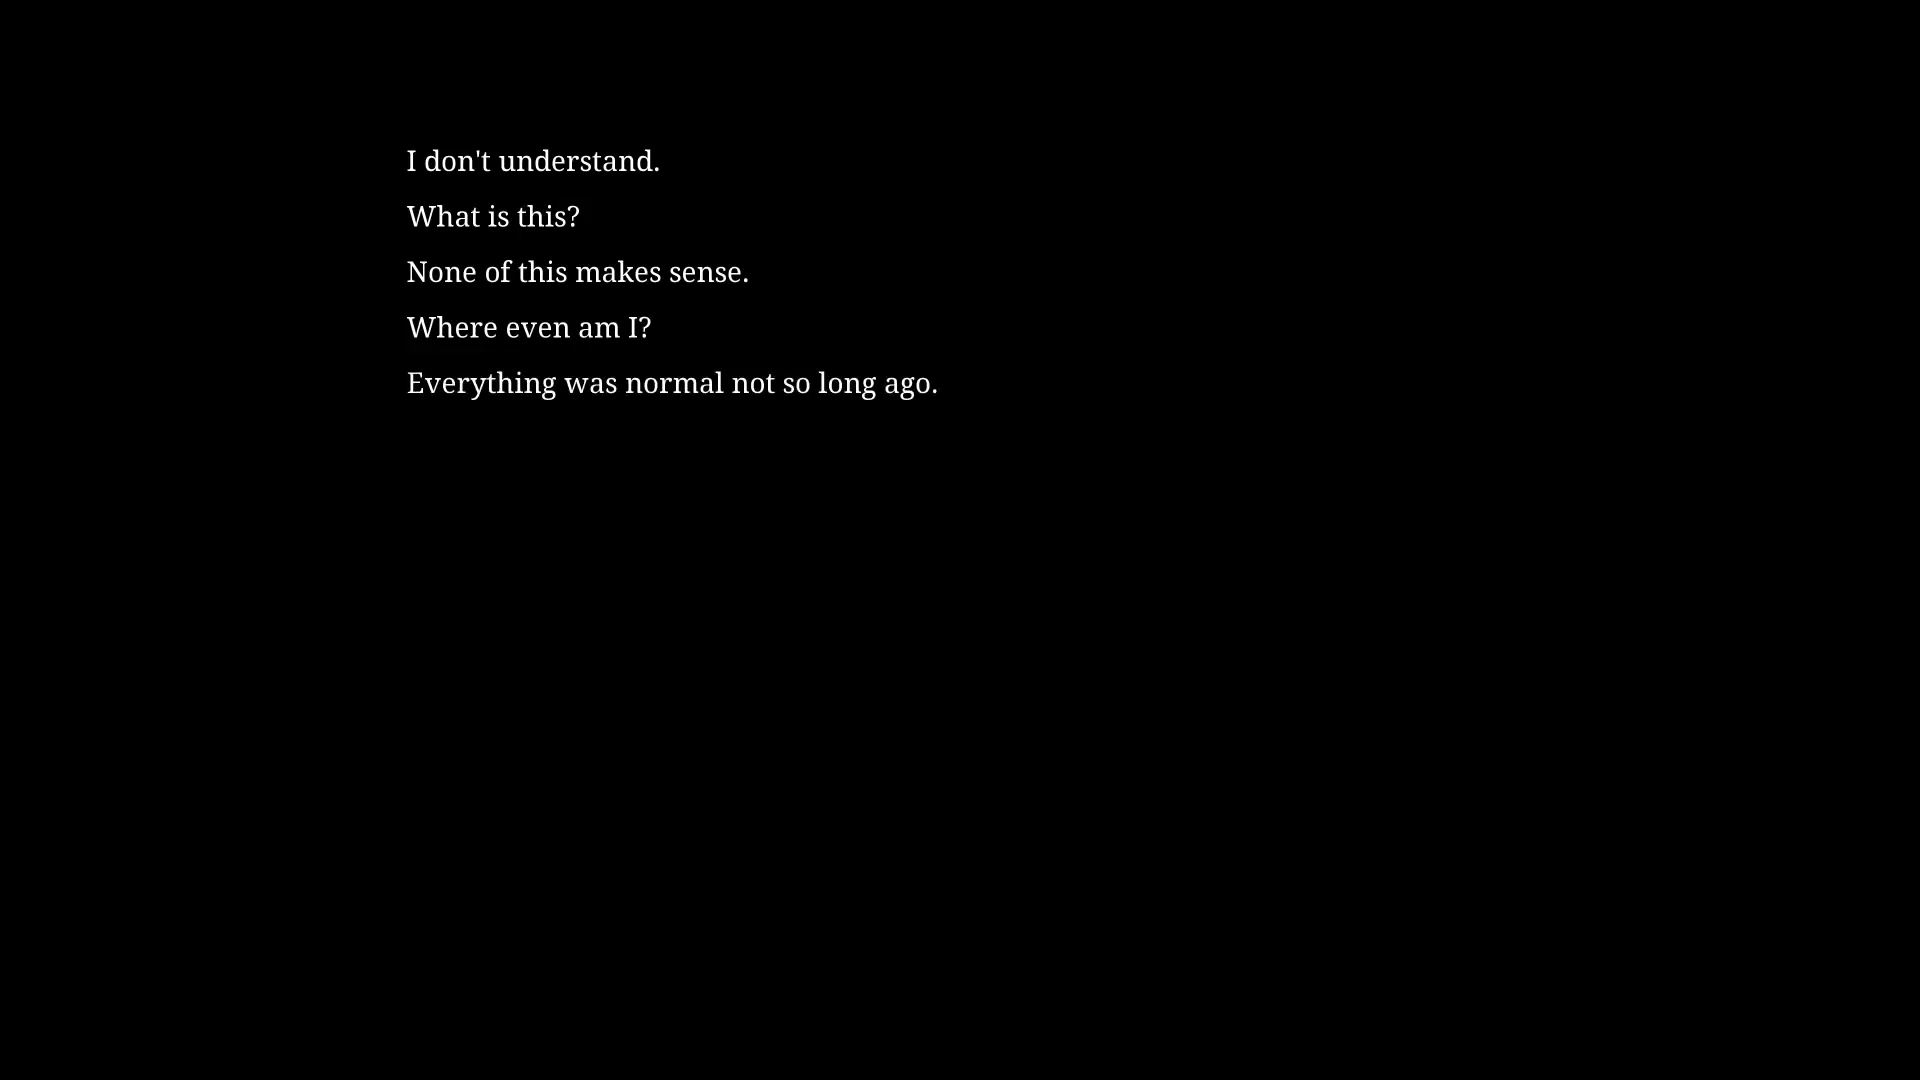 I don't understand.
What is this?
None of this makes sense.
Where even am I?
Everything was normal not so long ago.